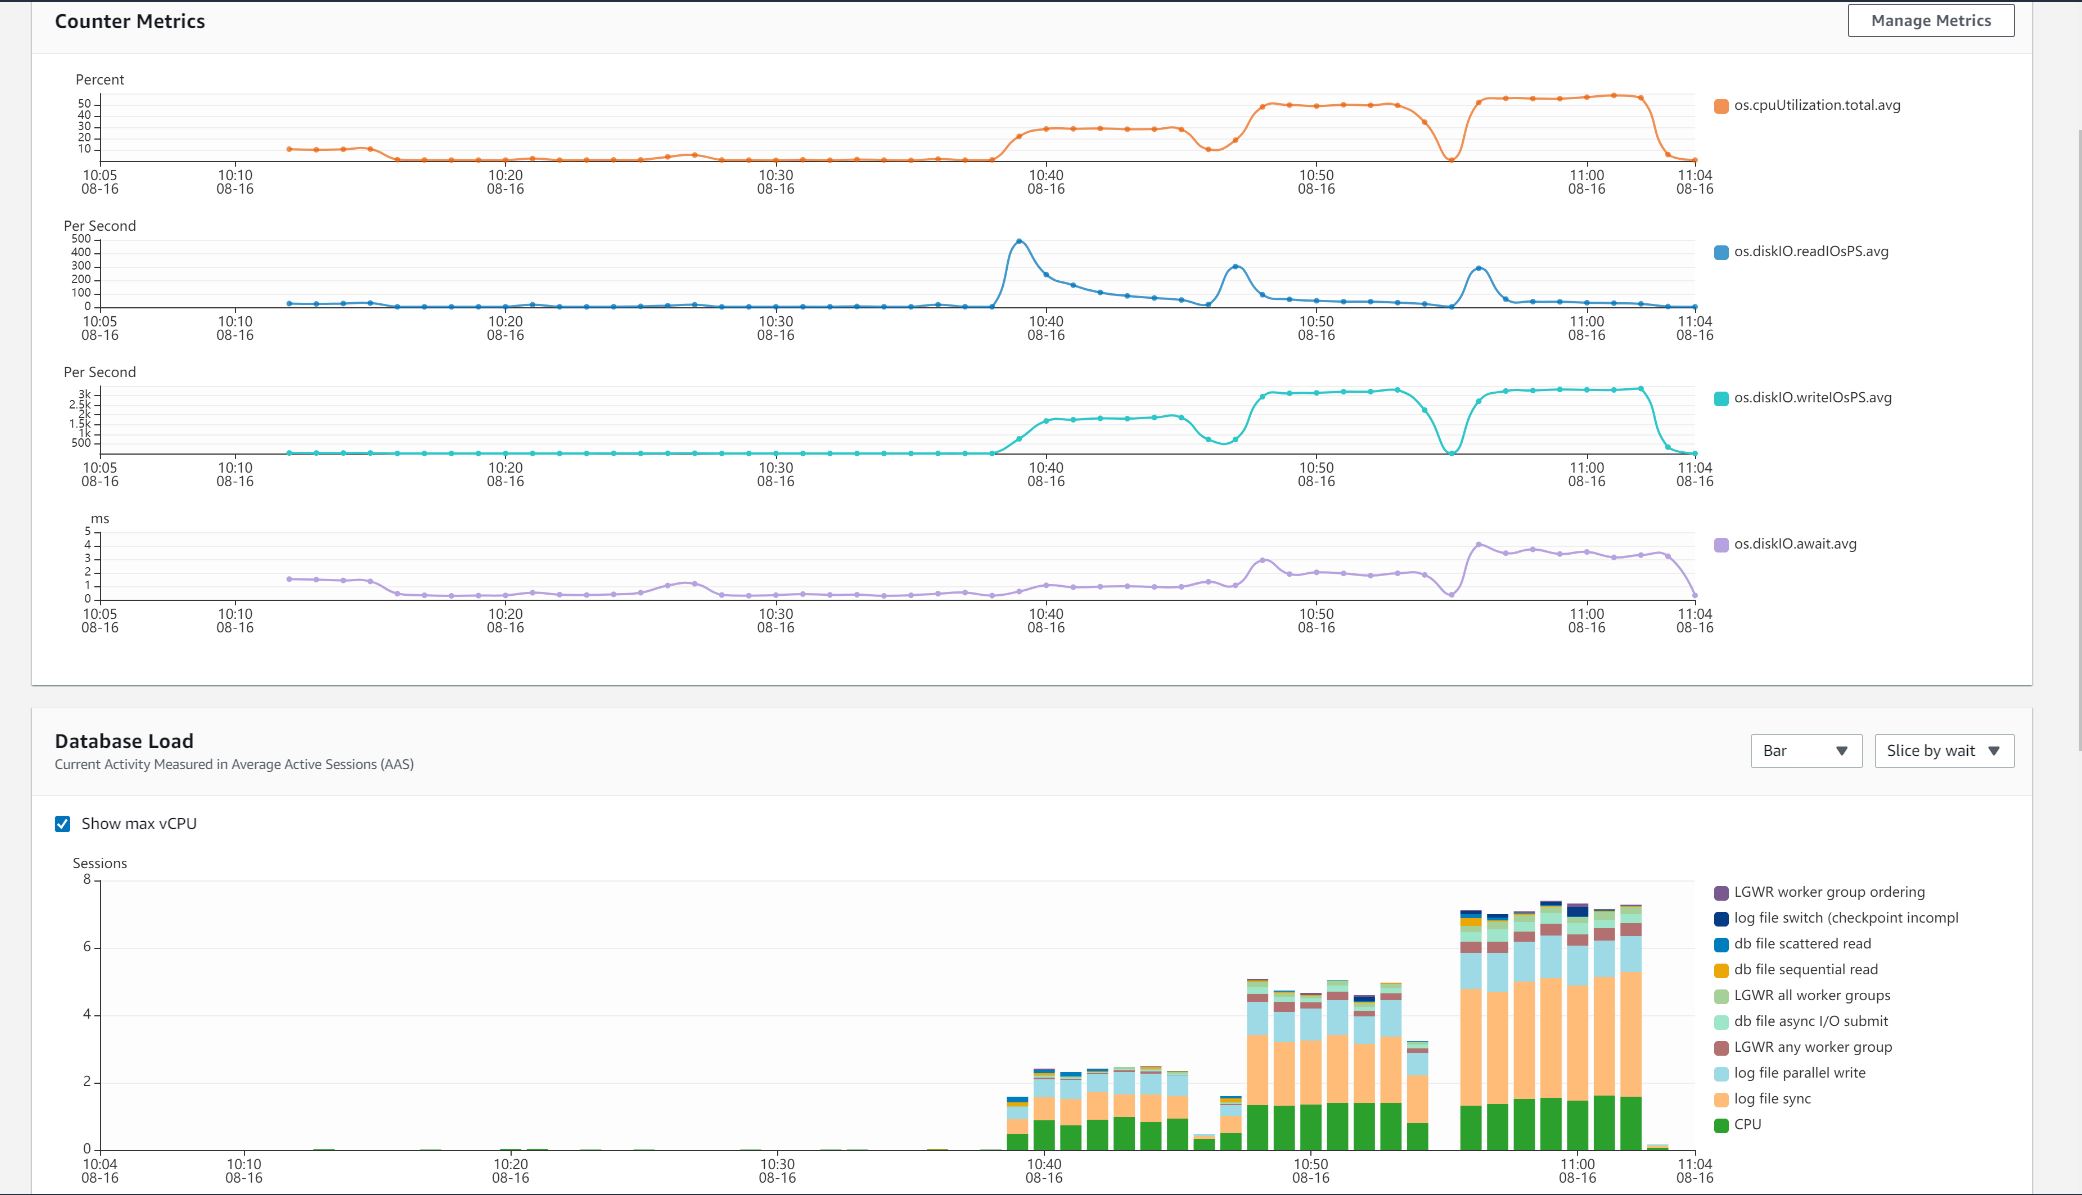 Counter Metrics
Manage Metrics
Percent
50
40
30
20
10
os.cpuUtilization.total.avg
10:05 10:10 10:20 10:30 10:40 10:50 11:00 11:04
08-16 08-16 08-16 08-16 08-16 08-16 08-16 08-16
Per Second
500
400
300
200
100
0
os.diskIO.readIOsPS.avg
10:05 10:10 10:20 10:30 10:40 10:50 11:00 11:04
08-16 08-16 08-16 08-16 08-16 08-16 08-16 08-16
Per Second
3k
2.5k
2k
1.5k
1k
500
os.diskIO.writeIOsPS.avg
10:05 10:10 10:20 10:30 10:40 10:50 11:00 11:04
08-16 08-16 08-16 08-16 08-16 08-16 08-16 08-16
ms
5
4
3
2
1
0
os.diskIO.await.avg
10:05 10:10 10:20 10:30 10:40 10:50 11:00 11:04
08-16 08-16 08-16 08-16 08-16 08-16 08-16 08-16
Database Load
Current Activity Measured in Average Active Sessions (AAS)
Bar
Slice by wait
Show max vCPU
Sessions
8
6
4
2
0
LGWR worker group ordering
log file switch (checkpoint incompl
db file scattered read
db file sequential read
LGWR all worker groups
db file async I/O submit
LGWR any worker group
log file parallel write
log file sync
CPU
10:04 10:10 10:20 10:30 10:40 10:50 11:00 11:04
08-16 08-16 08-16 08-16 08-16 08-16 08-16 08-16